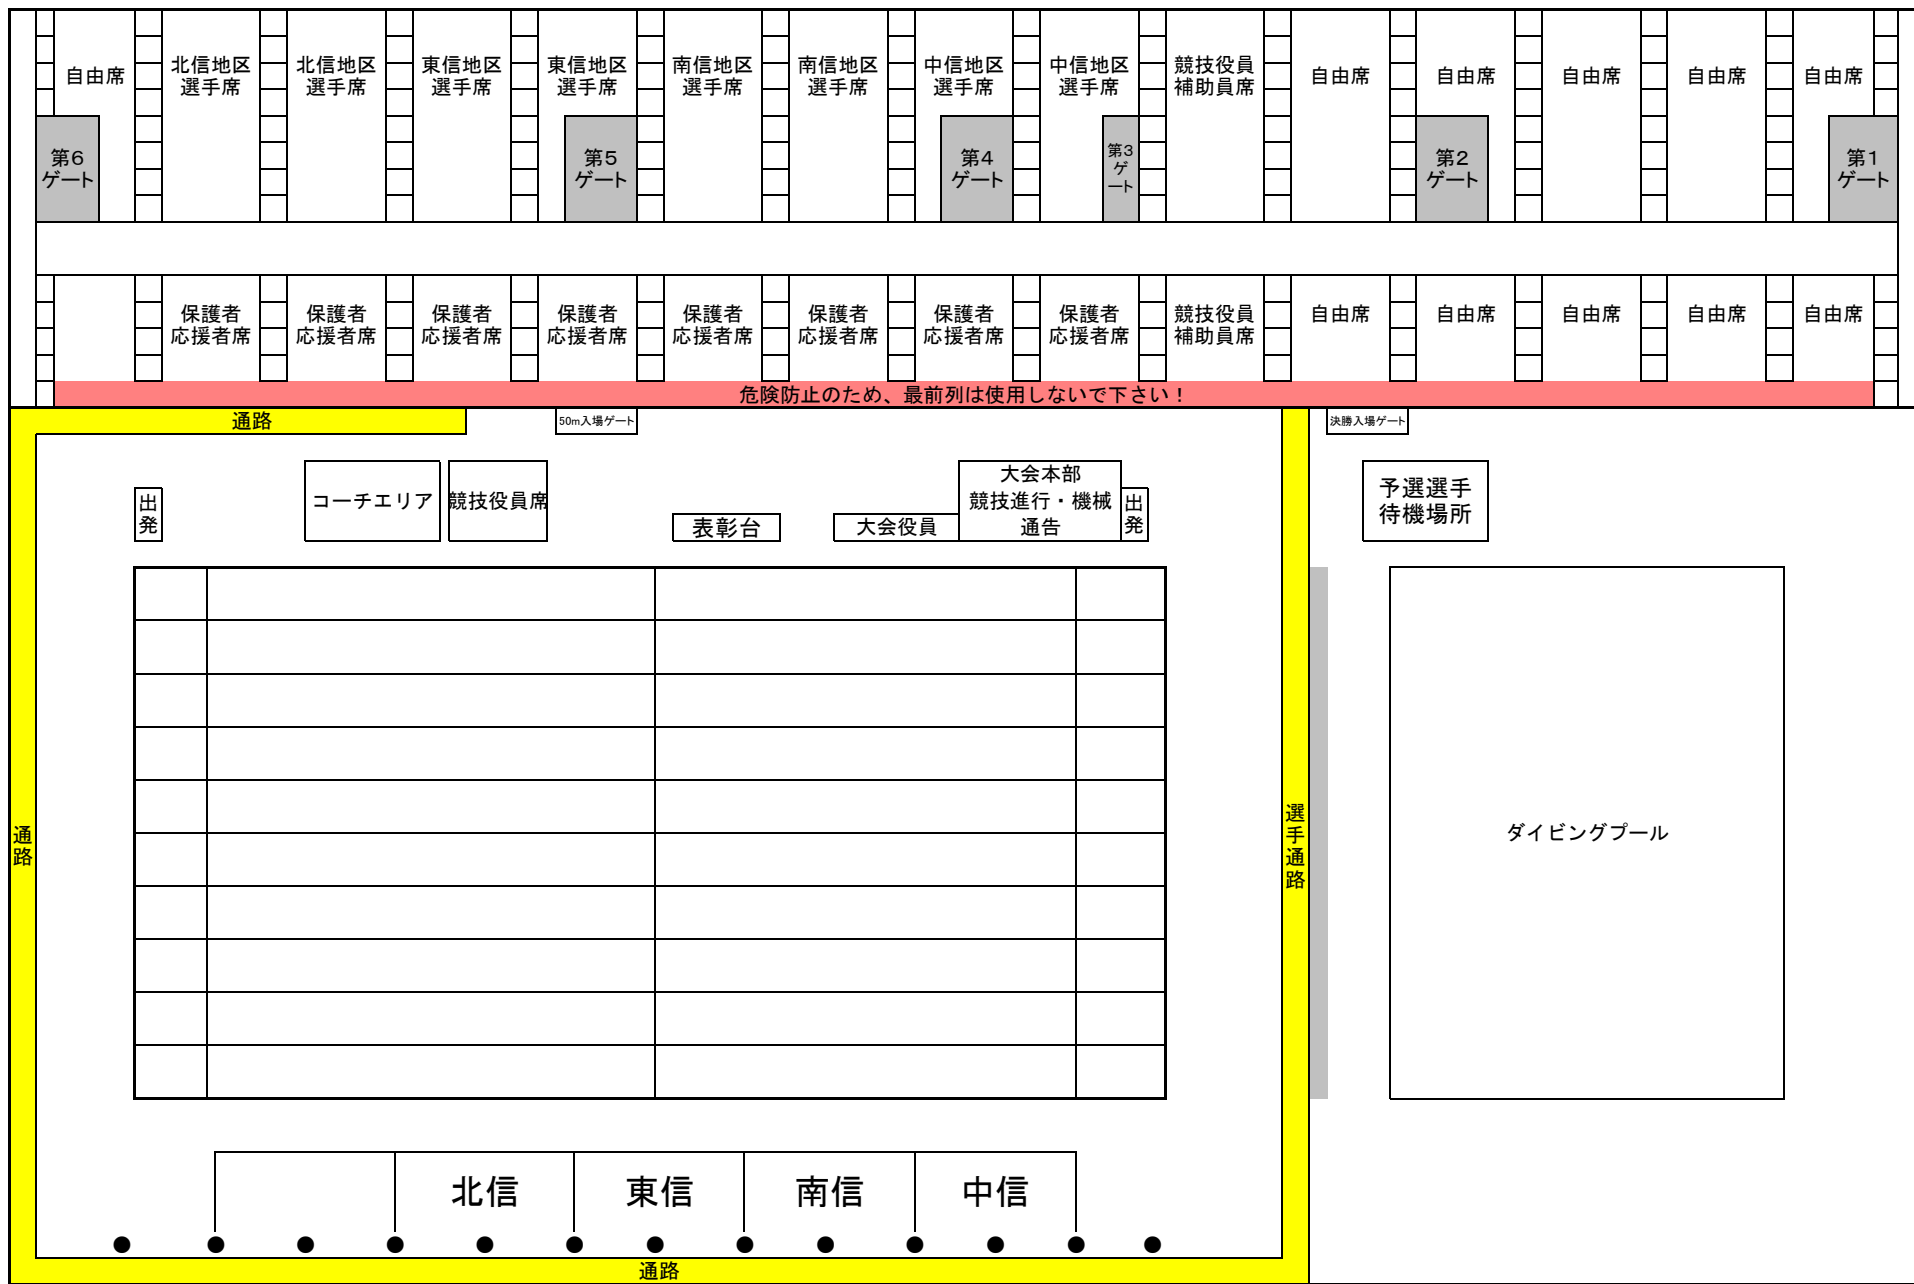 自由席
北信地区
選手席
北信地区
選手席
東信地区
選手席
東信地区
選手席
南信地区
選手席
南信地区
選手席
中信地区
選手席
中信地区
選手席
競技役員
補助員席
自由席
自由席
自由席
自由席
自由席
第6
ゲート
第5
ゲート
第4
ゲート
第3
ゲ
ート
第2
ゲート
第1
ゲート
保護者
応援者席
保護者
応援者席
保護者
応援者席
保護者
応援者席
保護者
応援者席
保護者
応援者席
保護者
応援者席
保護者
応援者席
競技役員
補助員席
自由席
自由席
自由席
自由席
自由席
危険防止のため、最前列は使用しないで下さい！
通路
50m入場ゲート
決勝入場ゲート
出発
コーチエリア
競技役員席
表彰台
大会役員
大会本部
競技進行・機械
通告
出発
予選選手
待機場所
通路
選手通路
ダイビングプール
北信
東信
南信
中信
通路